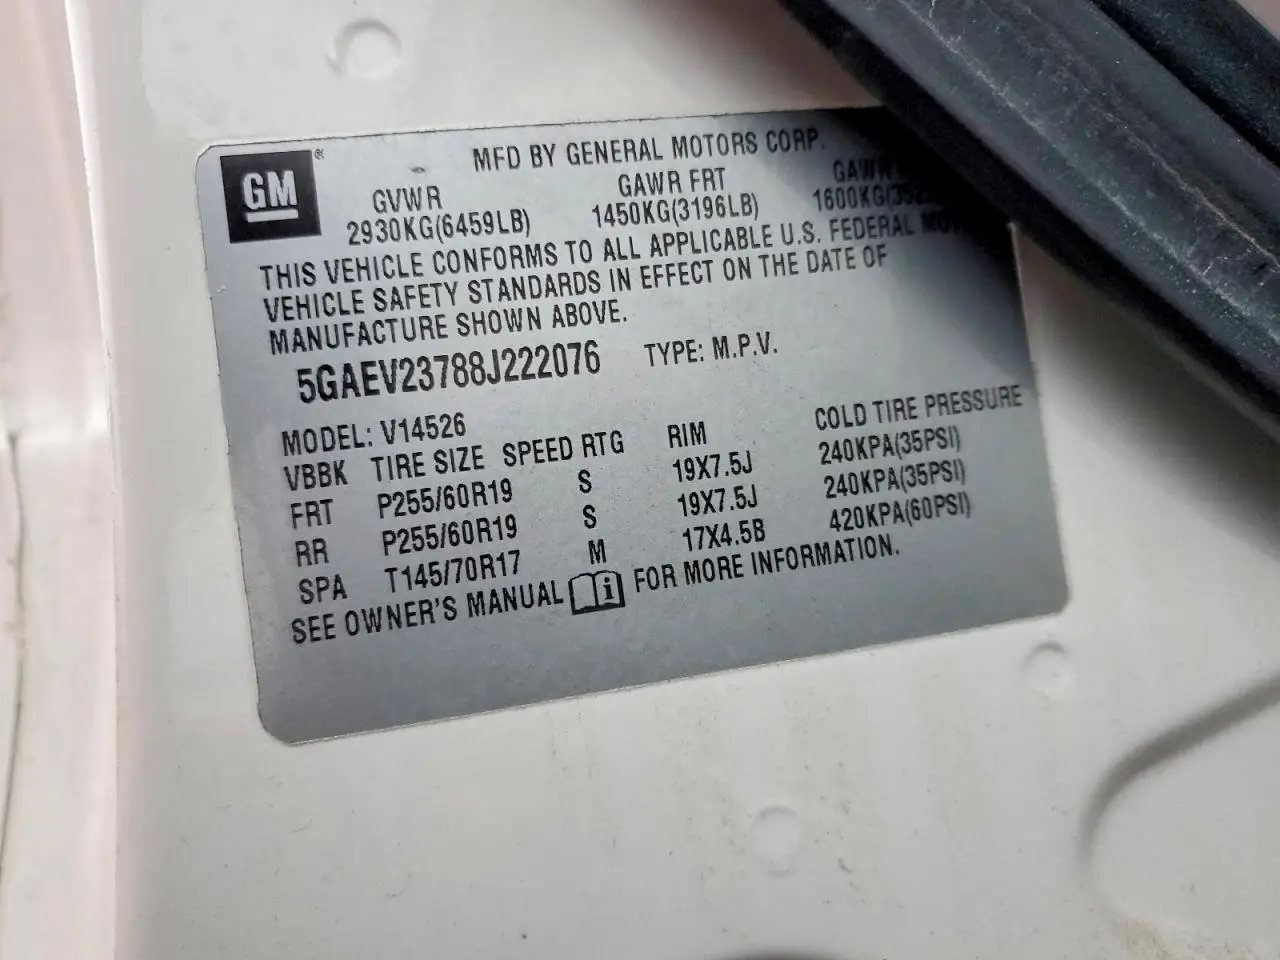 GM ®
MFD BY GENERAL MOTORS CORP.
GVWR GAWR FRT GAWR
2930KG(6459LB) 1450KG(3196LB) 1600KG
THIS VEHICLE CONFORMS TO ALL APPLICABLE U.S. FEDERAL
VEHICLE SAFETY STANDARDS IN EFFECT ON THE DATE OF
MANUFACTURE SHOWN ABOVE.
5GAEV23788J222076 TYPE: M.P.V.
MODEL: V14526
VBBK TIRE SIZE SPEED RTG RIM COLD TIRE PRESSURE
FRT P255/60R19 S 19X7.5J 240KPA(35PSI)
RR P255/60R19 S 19X7.5J 240KPA(35PSI)
SPA T145/70R17 M 17X4.5B 420KPA(60PSI)
SEE OWNER'S MANUAL i FOR MORE INFORMATION.